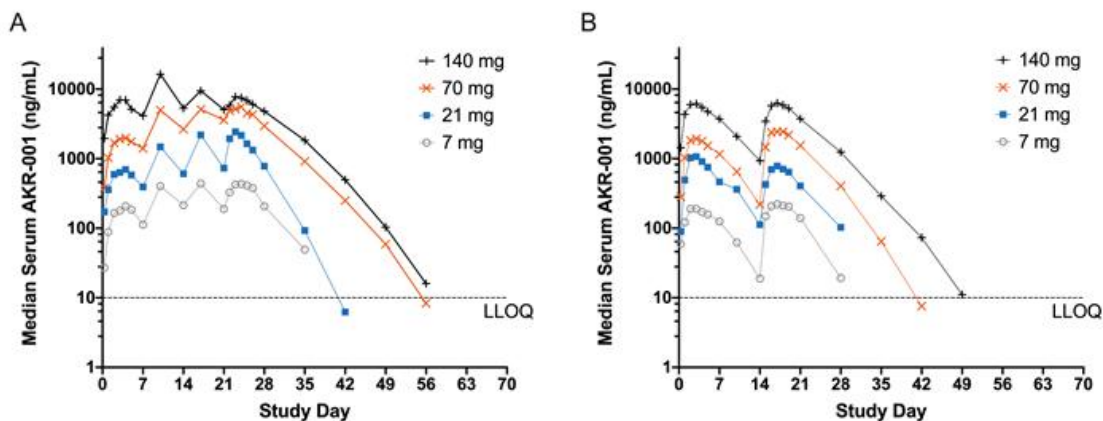 A
Median Serum AKR-001 (ng/mL)
10000
1000
100
10
1
0 7 14 21 28 35 42 49 56 63 70
Study Day
140 mg
70 mg
21 mg
7 mg
LLOQ
B
Median Serum AKR-001 (ng/mL)
10000
1000
100
10
1
0 7 14 21 28 35 42 49 56 63 70
Study Day
140 mg
70 mg
21 mg
7 mg
LLOQ